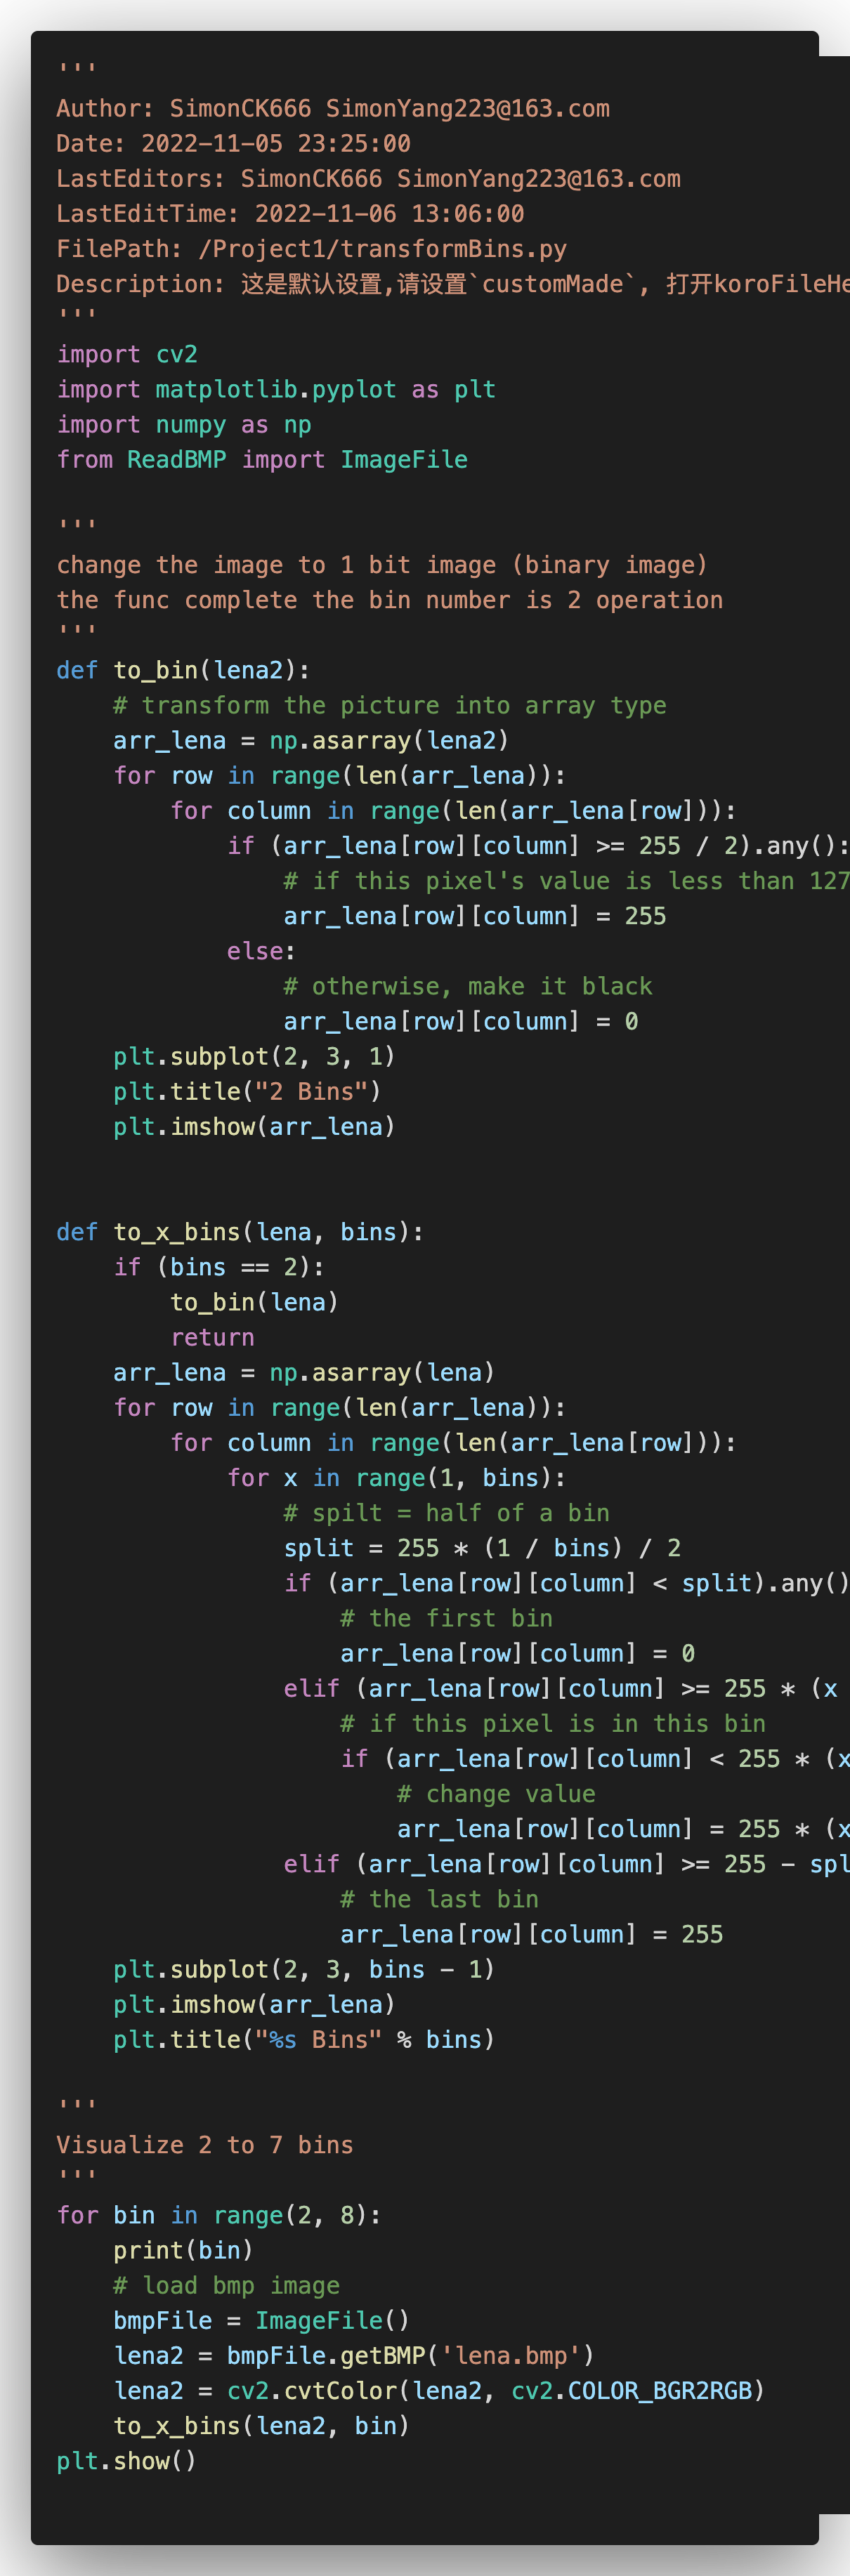 '''
Author: SimonCK666 SimonYang223@163.com
Date: 2022-11-05 23:25:00
LastEditors: SimonCK666 SimonYang223@163.com
LastEditTime: 2022-11-06 13:06:00
FilePath: /Project1/transformBins.py
Description: 这是默认设置,请设置`customMade`, 打开koroFileHe
'''
import cv2
import matplotlib.pyplot as plt
import numpy as np
from ReadBMP import ImageFile

'''
change the image to 1 bit image (binary image)
the func complete the bin number is 2 operation
'''
def to_bin(lena2):
    # transform the picture into array type
    arr_lena = np.asarray(lena2)
    for row in range(len(arr_lena)):
        for column in range(len(arr_lena[row])):
            if (arr_lena[row][column] >= 255 / 2).any():
                # if this pixel's value is less than 127
                arr_lena[row][column] = 255
            else:
                # otherwise, make it black
                arr_lena[row][column] = 0
    plt.subplot(2, 3, 1)
    plt.title("2 Bins")
    plt.imshow(arr_lena)


def to_x_bins(lena, bins):
    if (bins == 2):
        to_bin(lena)
        return
    arr_lena = np.asarray(lena)
    for row in range(len(arr_lena)):
        for column in range(len(arr_lena[row])):
            for x in range(1, bins):
                # spilt = half of a bin
                split = 255 * (1 / bins) / 2
                if (arr_lena[row][column] < split).any()
                    # the first bin
                    arr_lena[row][column] = 0
                elif (arr_lena[row][column] >= 255 * (x
                    # if this pixel is in this bin
                    if (arr_lena[row][column] < 255 * (x
                        # change value
                        arr_lena[row][column] = 255 * (x
                elif (arr_lena[row][column] >= 255 - spl
                    # the last bin
                    arr_lena[row][column] = 255
    plt.subplot(2, 3, bins - 1)
    plt.imshow(arr_lena)
    plt.title("%s Bins" % bins)

'''
Visualize 2 to 7 bins
'''
for bin in range(2, 8):
    print(bin)
    # load bmp image
    bmpFile = ImageFile()
    lena2 = bmpFile.getBMP('lena.bmp')
    lena2 = cv2.cvtColor(lena2, cv2.COLOR_BGR2RGB)
    to_x_bins(lena2, bin)
plt.show()